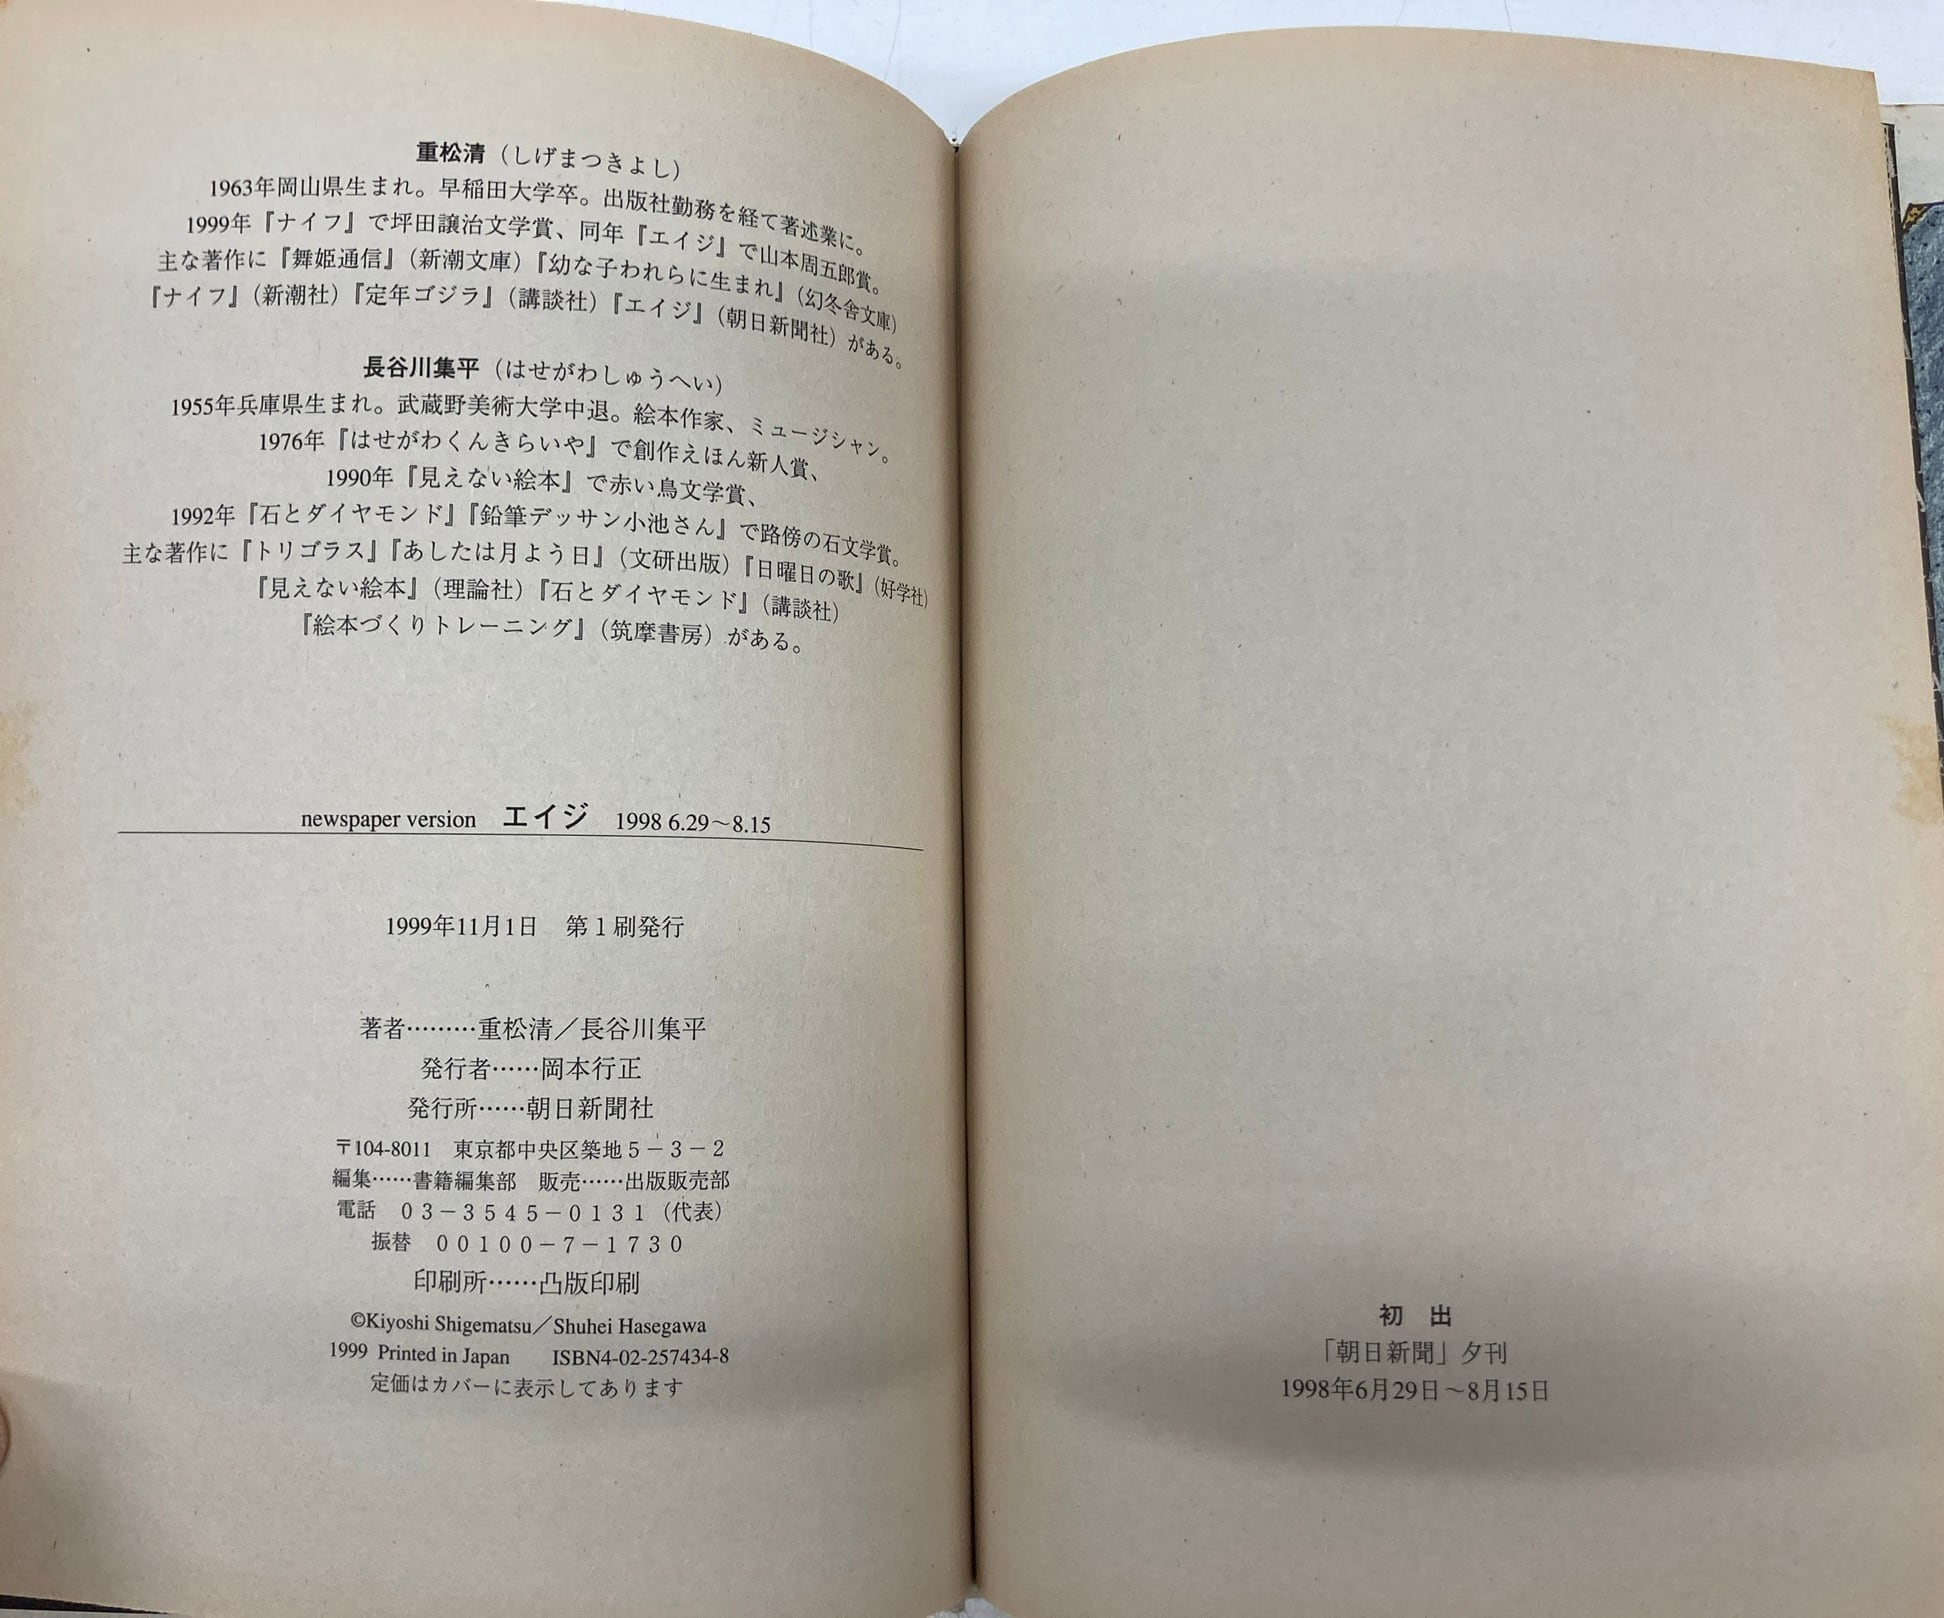 重松清（しげまつきよし）
1963年岡山県生まれ。早稲田大学卒。出版社勤務を経て著述業に。
1999年『ナイフ』で坪田譲治文学賞、同年『エイジ』で山本周五郎賞。
主な著作に『舞姫通信』（新潮文庫）『幼な子われらに生まれ』（幻冬舎文庫）
『ナイフ』（新潮社）『定年ゴジラ』（講談社）『エイジ』（朝日新聞社）がある。
長谷川集平（はせがわしゅうへい）
1955年兵庫県生まれ。武蔵野美術大学中退。絵本作家、ミュージシャン。
1976年『はせがわくんきらいや』で創作えほん新人賞、
1990年『見えない絵本』で赤い鳥文学賞、
1992年『石とダイヤモンド』『鉛筆デッサン小池さん』で路傍の石文学賞。
主な著作に『トリゴラス』『あしたは月よう日』（文研出版）『日曜日の歌』（好学社）
『見えない絵本』（理論社）『石とダイヤモンド』（講談社）
『絵本づくりトレーニング』（筑摩書房）がある。
newspaper version エイジ 1998 6.29～8.15
1999年11月1日　第１刷発行
著者………重松清／長谷川集平
発行者……岡本行正
発行所……朝日新聞社
〒104-8011　東京都中央区築地５－３－２
編集……書籍編集部　販売……出版販売部
電話　０３－３５４５－０１３１（代表）
振替　００１００－７－１７３０
印刷所……凸版印刷
©Kiyoshi Shigematsu／Shuhei Hasegawa
1999 Printed in Japan　ISBN4-02-257434-8
定価はカバーに表示してあります
初　出
「朝日新聞」夕刊
1998年6月29日～8月15日